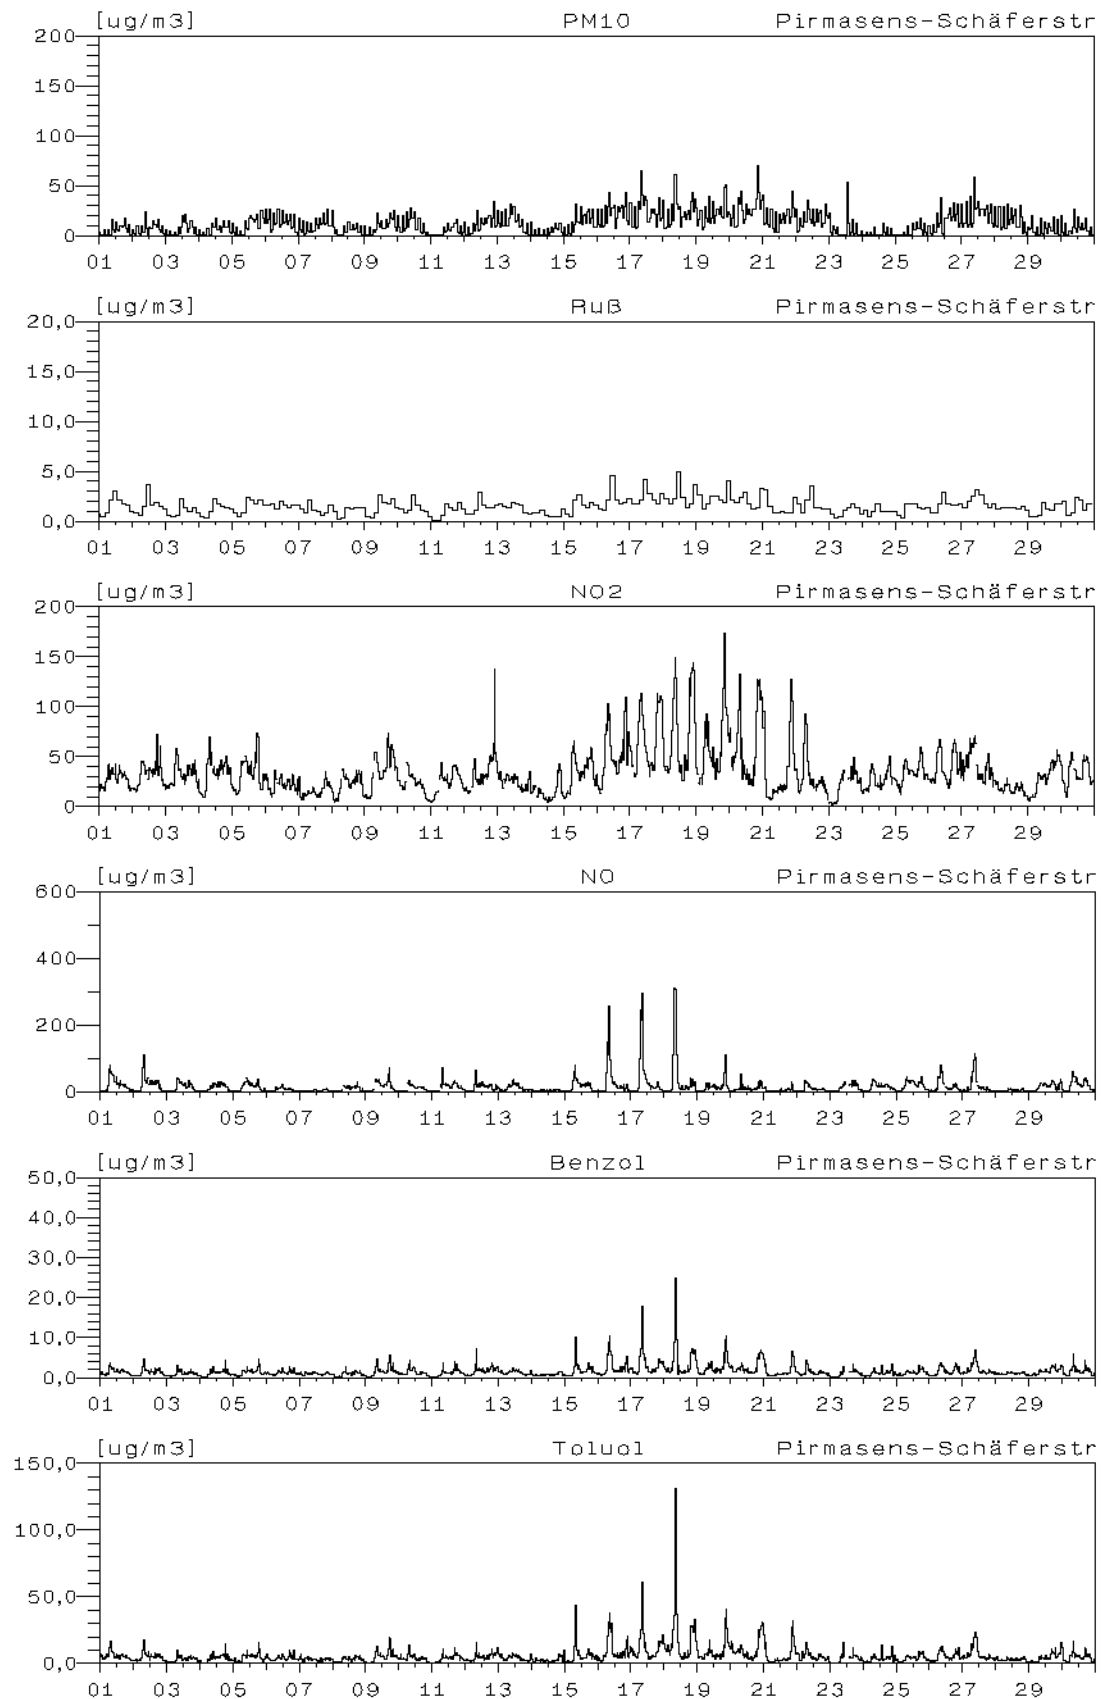 [ug/m3] PM10 Pirmasens-Schäferstr
200
150
100
50
0
01 03 05 07 09 11 13 15 17 19 21 23 25 27 29
[ug/m3] Ruß Pirmasens-Schäferstr
20,0
15,0
10,0
5,0
0,0
01 03 05 07 09 11 13 15 17 19 21 23 25 27 29
[ug/m3] NO2 Pirmasens-Schäferstr
200
150
100
50
0
01 03 05 07 09 11 13 15 17 19 21 23 25 27 29
[ug/m3] NO Pirmasens-Schäferstr
600
400
200
0
01 03 05 07 09 11 13 15 17 19 21 23 25 27 29
[ug/m3] Benzol Pirmasens-Schäferstr
50,0
40,0
30,0
20,0
10,0
0,0
01 03 05 07 09 11 13 15 17 19 21 23 25 27 29
[ug/m3] Toluol Pirmasens-Schäferstr
150,0
100,0
50,0
0,0
01 03 05 07 09 11 13 15 17 19 21 23 25 27 29